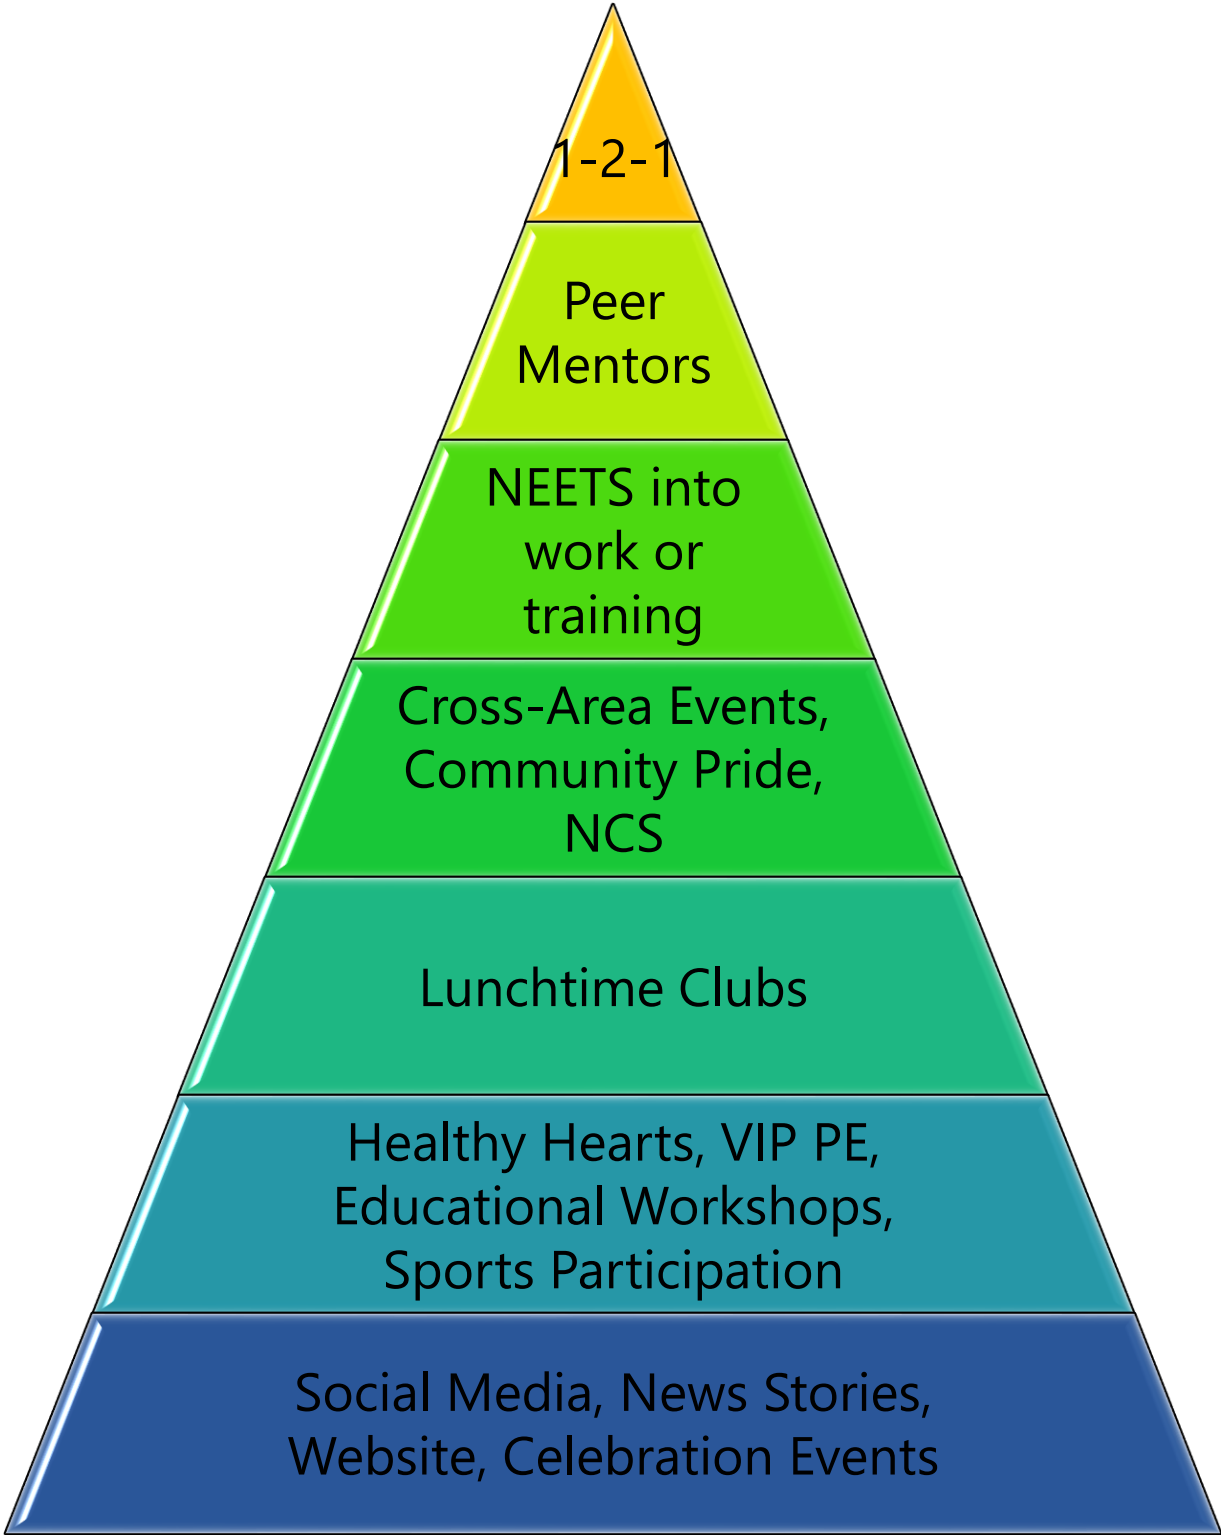 1-2-1
Peer
Mentors
NEETS into
work or
training
Cross-Area Events,
Community Pride,
NCS
Lunchtime Clubs
Healthy Hearts, VIP PE,
Educational Workshops,
Sports Participation
Social Media, News Stories,
Website, Celebration Events